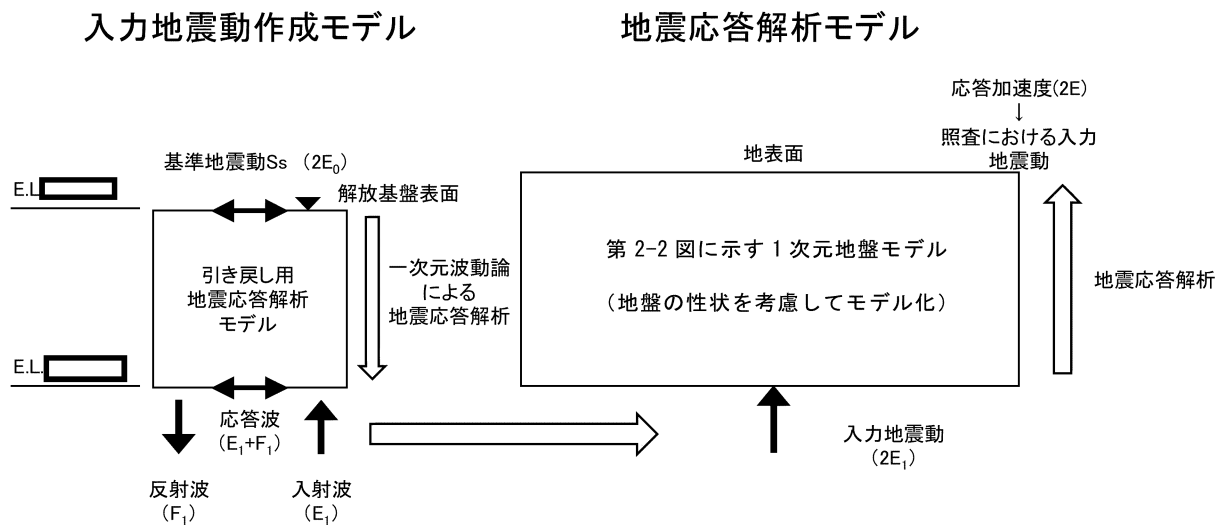 入力地震動作成モデル
地震応答解析モデル
基準地震動Ss （2E₀）
解放基盤表面
E.L.
引き戻し用
地震応答解析
モデル
一次元波動論
による
地震応答解析
E.L.
応答波
(E₁+F₁)
反射波
(F₁)
入射波
(E₁)
応答加速度(2E)
↓
照査における入力
地震動
地表面
第 2-2 図に示す 1 次元地盤モデル
（地盤の性状を考慮してモデル化）
地震応答解析
入力地震動
(2E₁)